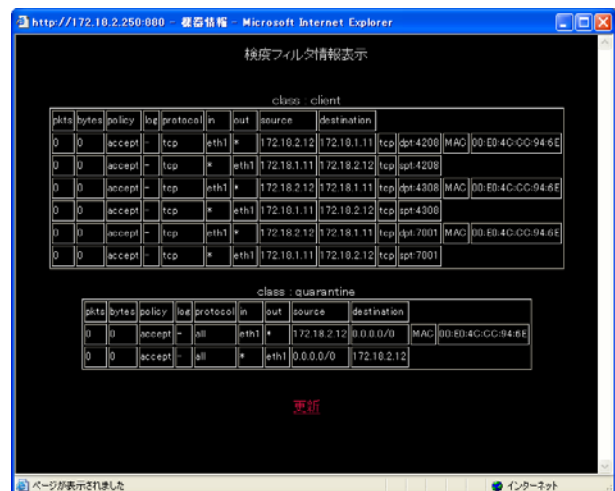 http://172.18.2.250:880 - 機器情報 - Microsoft Internet Explorer
検疫フィルタ情報表示
class : client
pkts bytes policy log protocol in out source destination
0 0 accept - tcp eth1 * 172.18.2.12 172.18.1.11 tcp dpt:4208 MAC 00:E0:4C:CC:94:6E
0 0 accept - tcp * eth1 172.18.1.11 172.18.2.12 tcp spt:4208
0 0 accept - tcp eth1 * 172.18.2.12 172.18.1.11 tcp dpt:4308 MAC 00:E0:4C:CC:94:6E
0 0 accept - tcp * eth1 172.18.1.11 172.18.2.12 tcp spt:4308
0 0 accept - tcp eth1 * 172.18.2.12 172.18.1.11 tcp dpt:7001 MAC 00:E0:4C:CC:94:6E
0 0 accept - tcp * eth1 172.18.1.11 172.18.2.12 tcp spt:7001
class : quarantine
pkts bytes policy log protocol in out source destination
0 0 accept - all eth1 * 172.18.2.12 0.0.0.0/0 MAC 00:E0:4C:CC:94:6E
0 0 accept - all * eth1 0.0.0.0/0 172.18.2.12
更新
ページが表示されました
インターネット